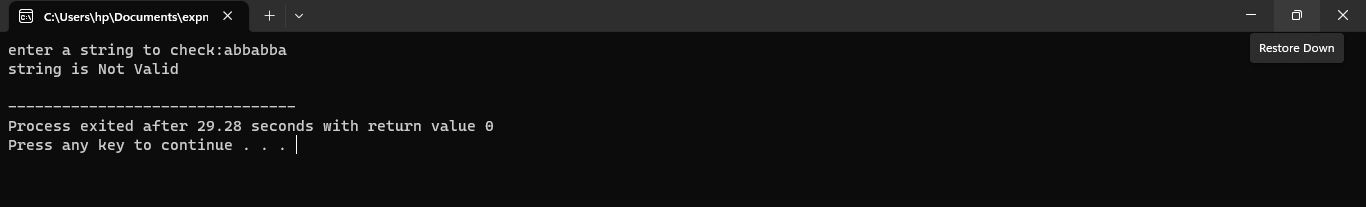 C:\Users\hp\Documents\expn
enter a string to check:abbabba
Restore Down
string is Not Valid
--------------------------------
Process exited after 29.28 seconds with return value 0
Press any key to continue . . .